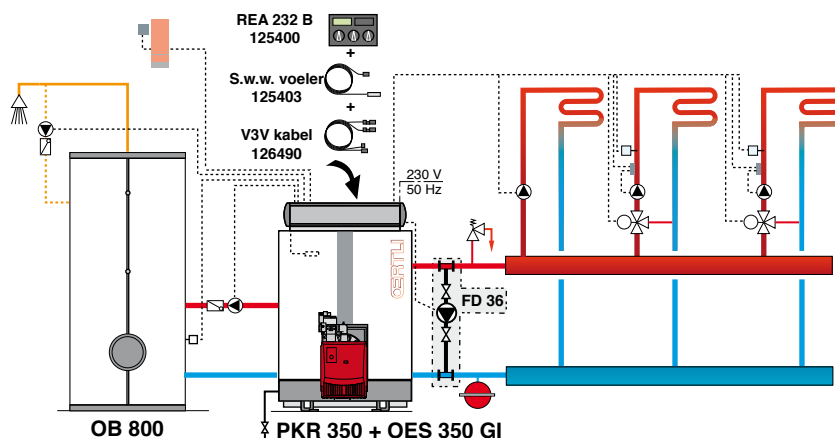 REA 232 B
125400
+
S.w.w. voeler
125403
+
V3V kabel
126490
230 V
50 Hz
OERTLI
FD 36
OB 800
PKR 350 + OES 350 GI